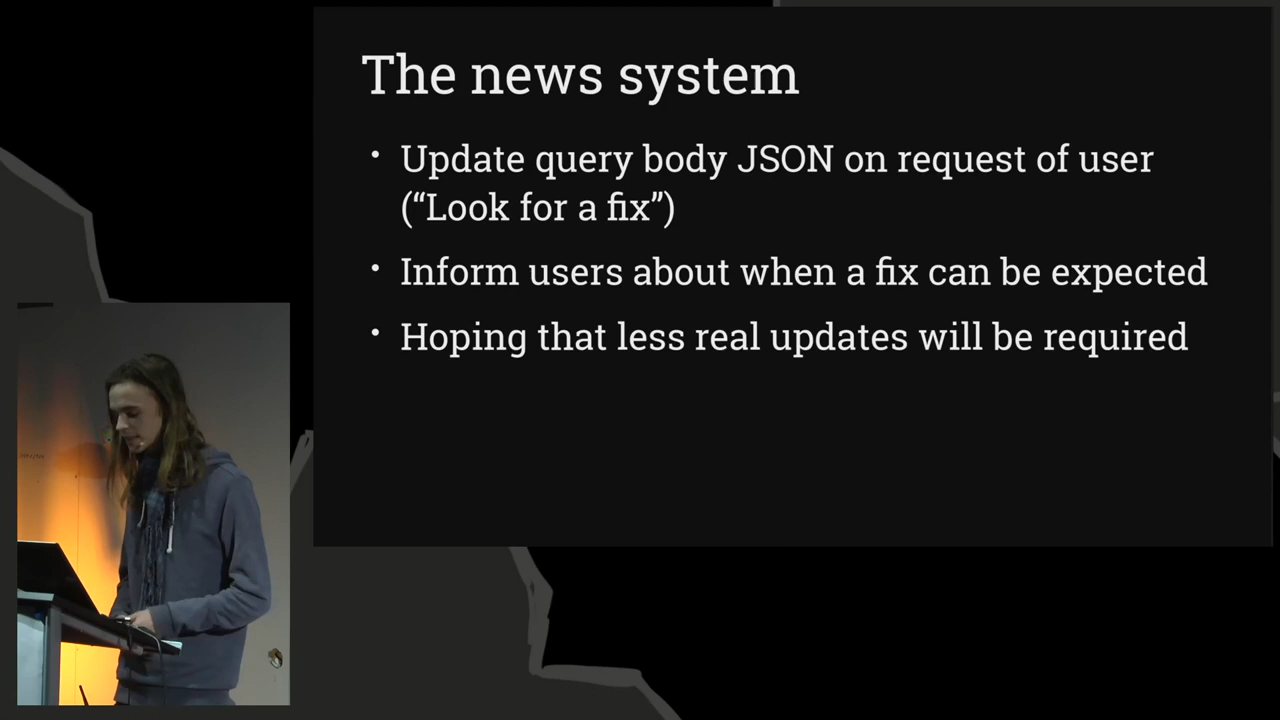 The news system
• Update query body JSON on request of user
(“Look for a fix”)
• Inform users about when a fix can be expected
• Hoping that less real updates will be required